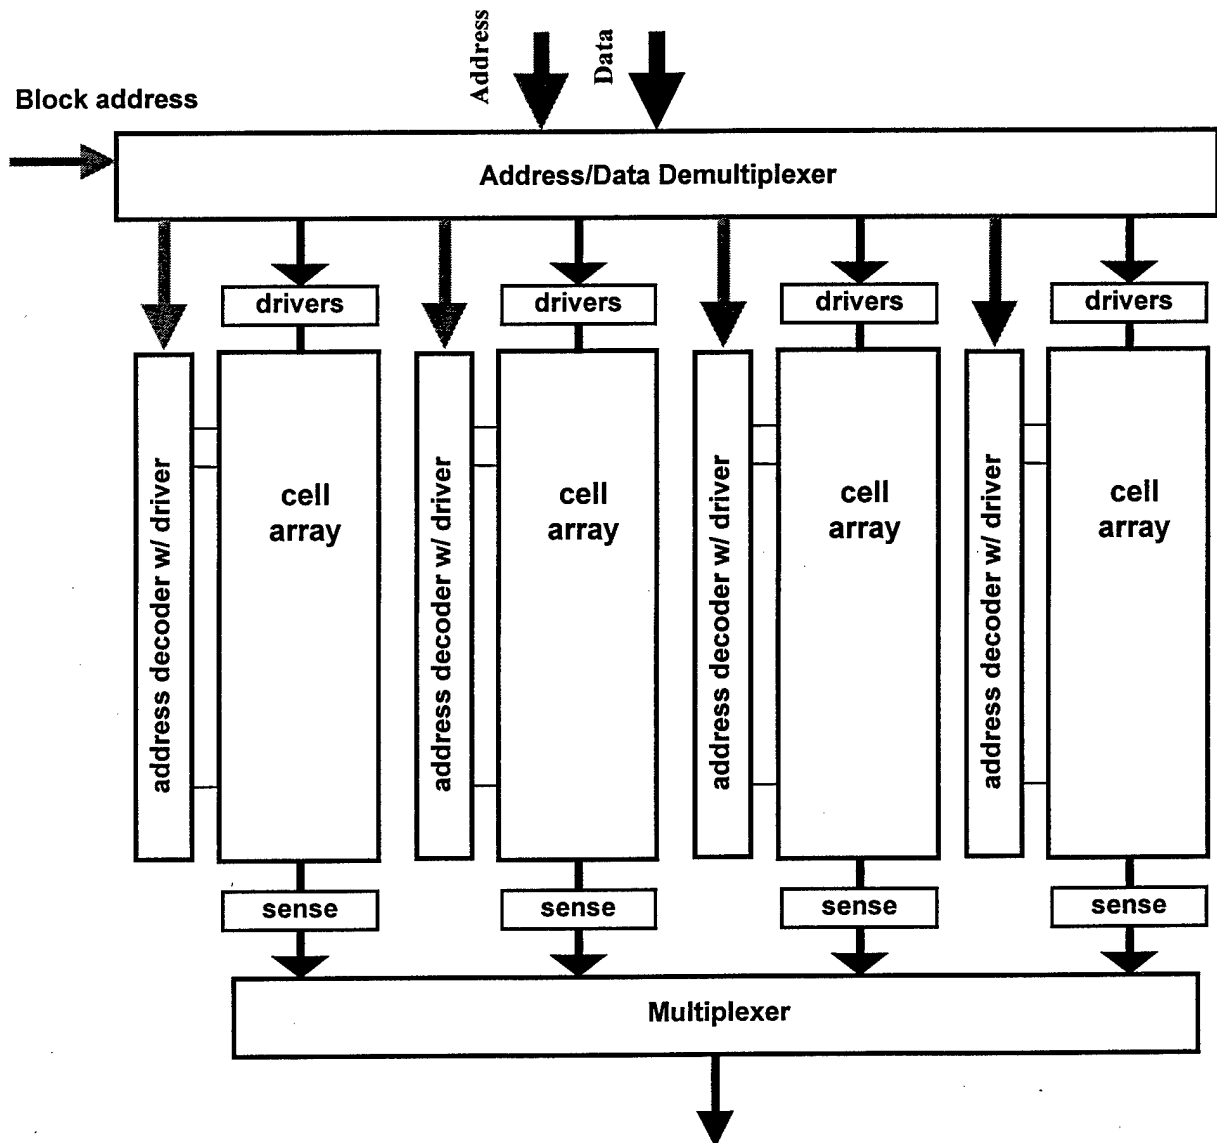 Address
Data
Block address
Address/Data Demultiplexer
drivers
drivers
drivers
drivers
address decoder w/ driver
cell
array
address decoder w/ driver
cell
array
address decoder w/ driver
cell
array
address decoder w/ driver
cell
array
sense
sense
sense
sense
Multiplexer